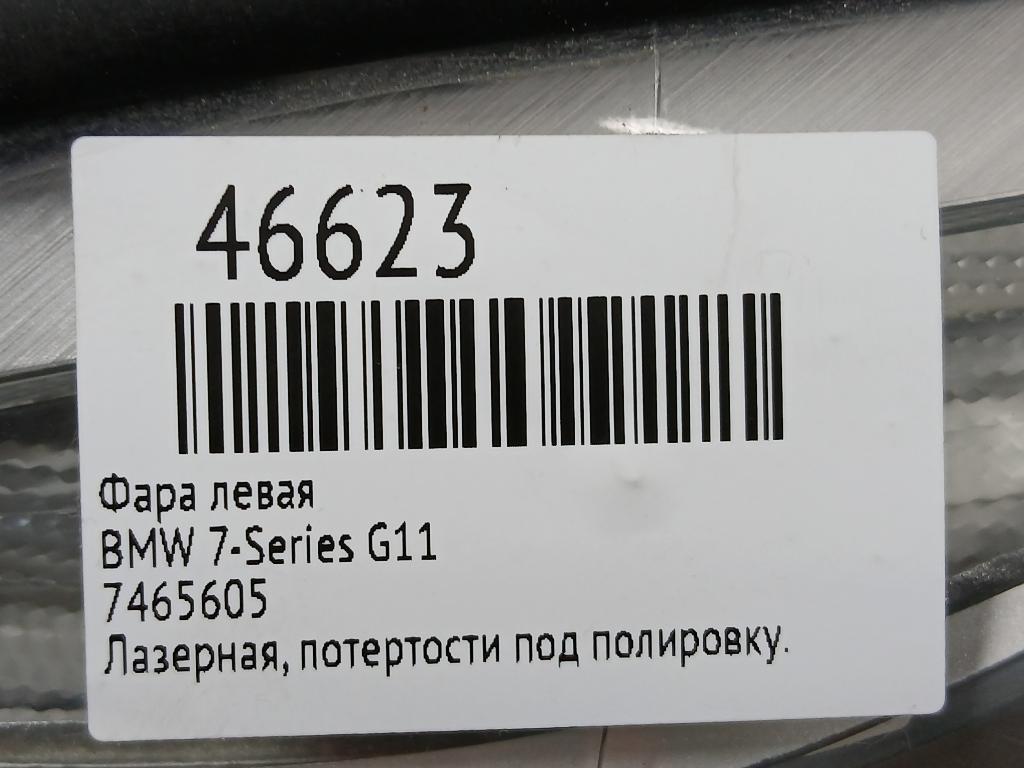 46623
Фара левая
BMW 7-Series G11
7465605
Лазерная, потертости под полировку.